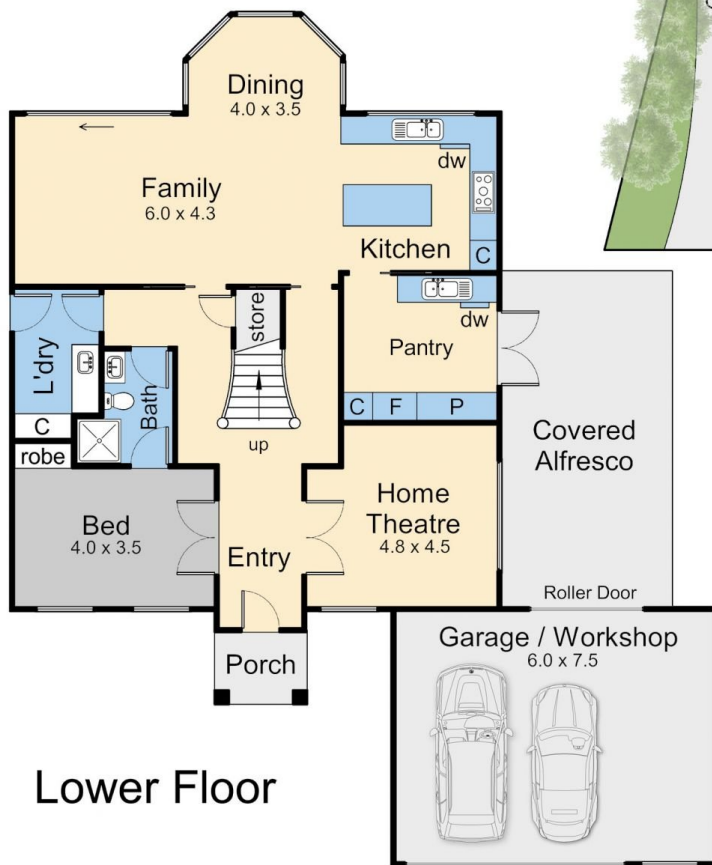 Dining
4.0 x 3.5
dw
Family
6.0 x 4.3
Kitchen
C
store
dw
L'dry
Pantry
Bath
C F P
C
up
robe
Covered
Alfresco
Bed
4.0 x 3.5
Home
Theatre
4.8 x 4.5
Entry
Roller Door
Garage / Workshop
6.0 x 7.5
Porch
Lower Floor